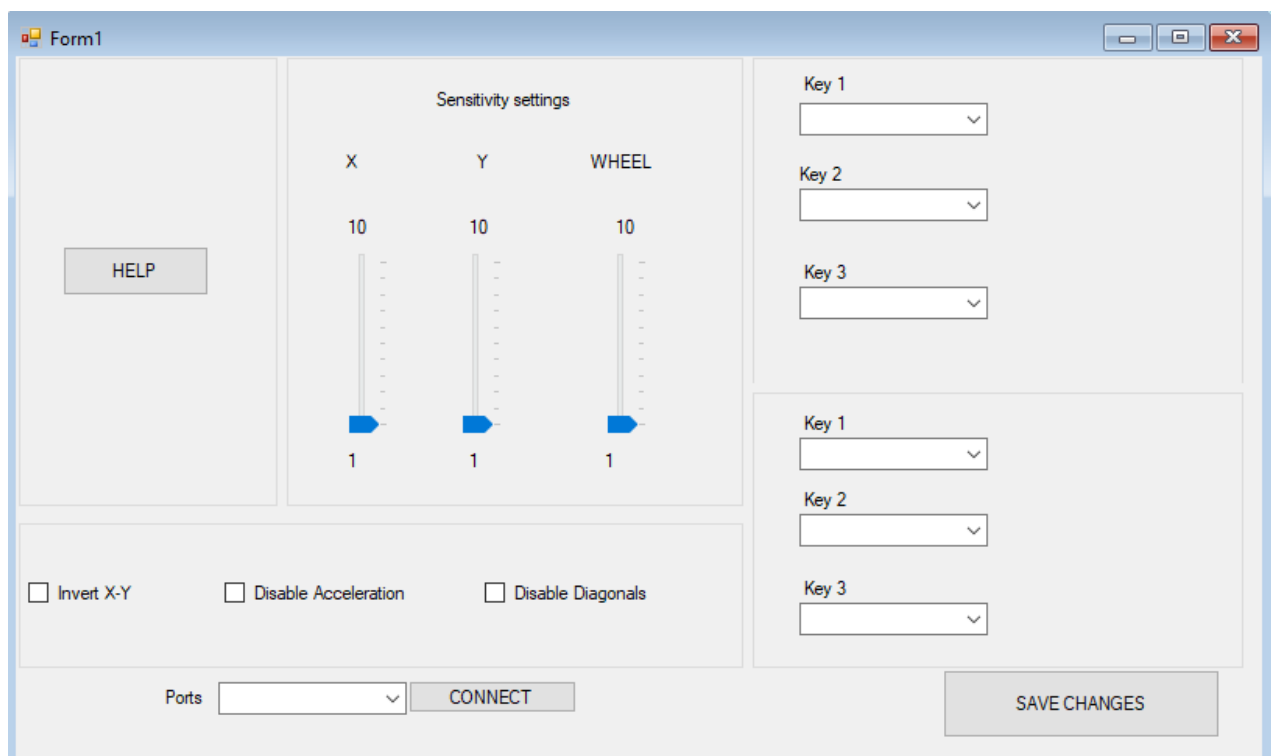 Form1
HELP
Sensitivity settings
X Y WHEEL
10 10 10
1 1 1
Key 1
Key 2
Key 3
Key 1
Key 2
Key 3
Invert X-Y Disable Acceleration Disable Diagonals
Ports CONNECT
SAVE CHANGES